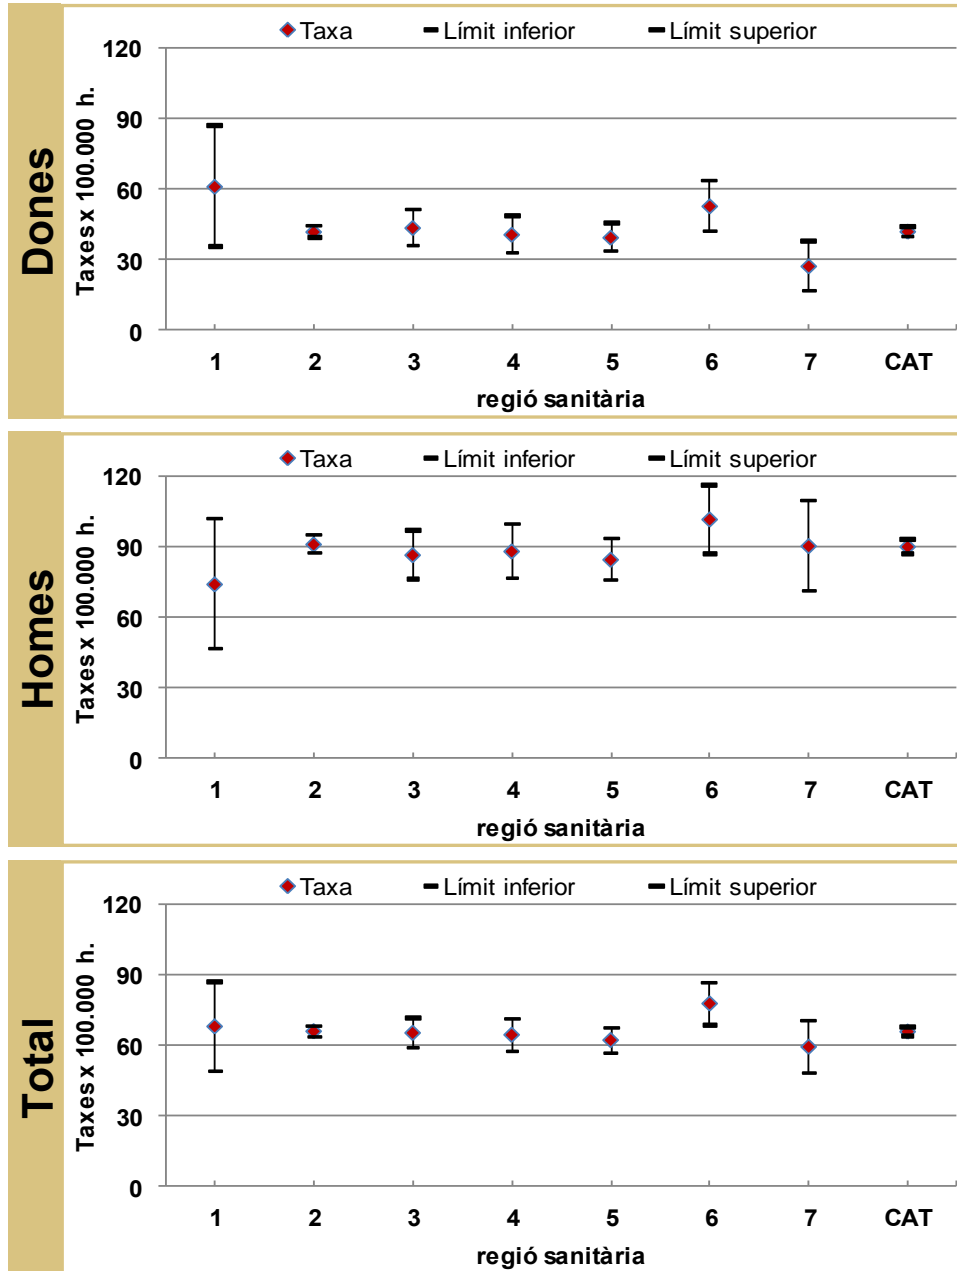 Dones
Taxa Límit inferior Límit superior
Taxes x 100.000 h.
120
90
60
30
0
1 2 3 4 5 6 7 CAT
regió sanitària
Homes
Taxa Límit inferior Límit superior
Taxes x 100.000 h.
120
90
60
30
0
1 2 3 4 5 6 7 CAT
regió sanitària
Total
Taxa Límit inferior Límit superior
Taxes x 100.000 h.
120
90
60
30
0
1 2 3 4 5 6 7 CAT
regió sanitària